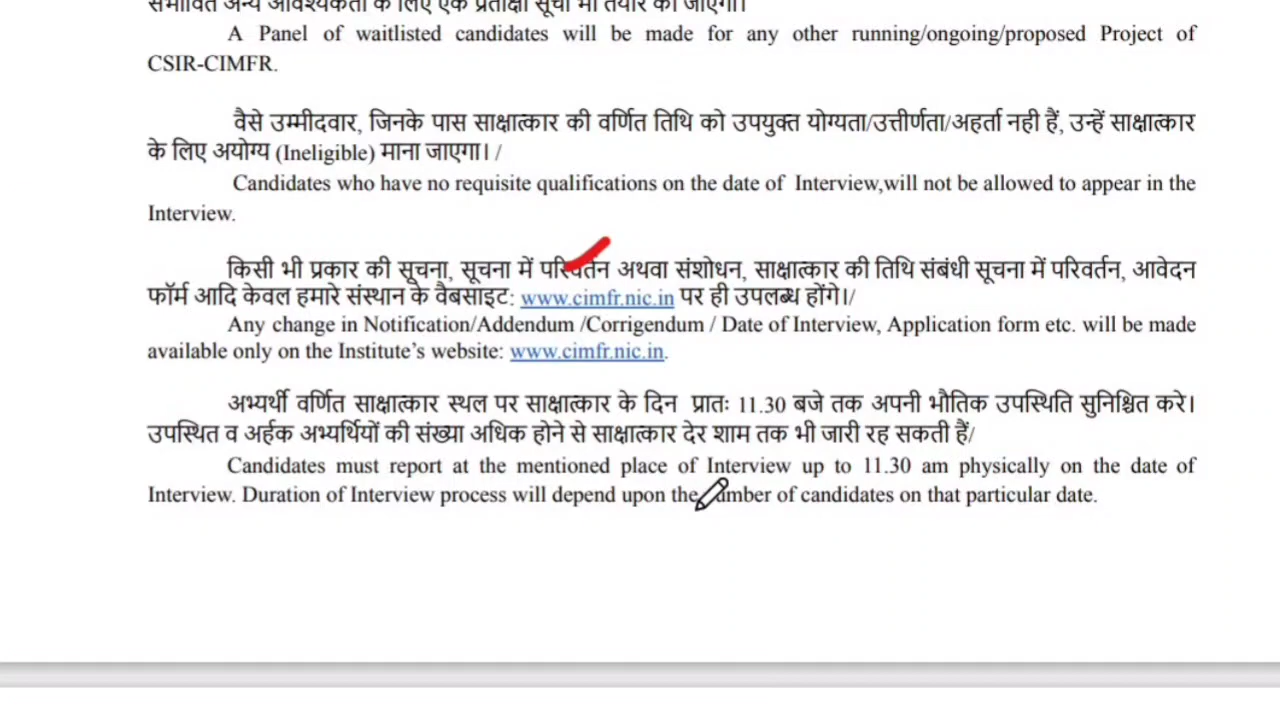 संभावित अन्य आवश्यकता के लिए एक प्रतीक्षा सूची भी तैयार की जाएगी।
A Panel of waitlisted candidates will be made for any other running/ongoing/proposed Project of
CSIR-CIMFR.
वैसे उम्मीदवार, जिनके पास साक्षात्कार की वर्णित तिथि को उपयुक्त योग्यता/उत्तीर्णता/अहर्ता नही हैं, उन्हें साक्षात्कार
के लिए अयोग्य (Ineligible) माना जाएगा। /
Candidates who have no requisite qualifications on the date of Interview,will not be allowed to appear in the
Interview.
किसी भी प्रकार की सूचना, सूचना में परिवर्तन अथवा संशोधन, साक्षात्कार की तिथि संबंधी सूचना में परिवर्तन, आवेदन
फॉर्म आदि केवल हमारे संस्थान के वैबसाइट: www.cimfr.nic.in पर ही उपलब्ध होंगे।/
Any change in Notification/Addendum /Corrigendum / Date of Interview, Application form etc. will be made
available only on the Institute’s website: www.cimfr.nic.in.
अभ्यर्थी वर्णित साक्षात्कार स्थल पर साक्षात्कार के दिन प्रातः 11.30 बजे तक अपनी भौतिक उपस्थिति सुनिश्चित करे।
उपस्थित व अर्हक अभ्यर्थियों की संख्या अधिक होने से साक्षात्कार देर शाम तक भी जारी रह सकती हैं/
Candidates must report at the mentioned place of Interview up to 11.30 am physically on the date of
Interview. Duration of Interview process will depend upon the number of candidates on that particular date.